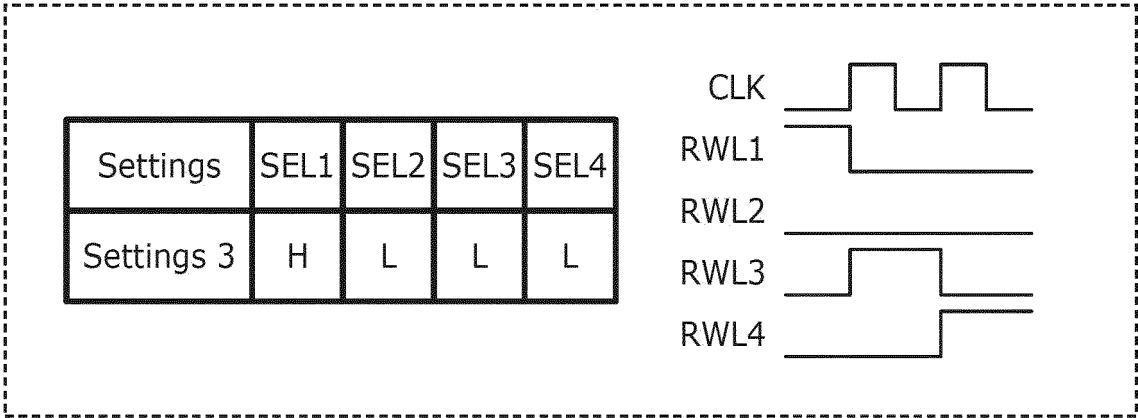 Settings SEL1 SEL2 SEL3 SEL4
Settings 3 H L L L
CLK
RWL1
RWL2
RWL3
RWL4